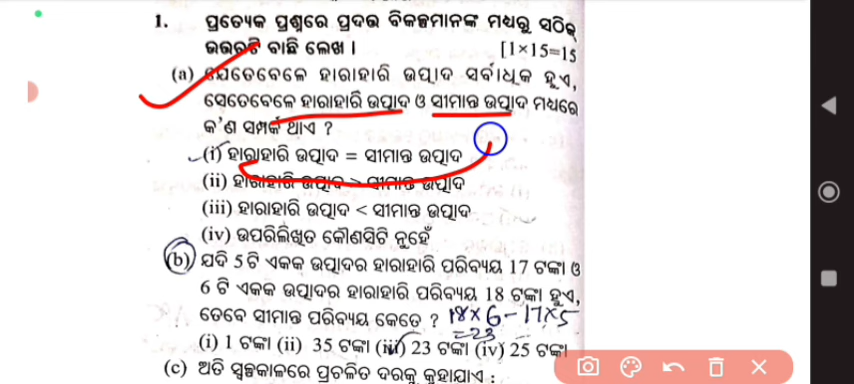 1. ପ୍ରତ୍ୟେକ ପ୍ରଶ୍ନରେ ପ୍ରଦତ୍ତ ବିକଳ୍ପମାନଙ୍କ ମଧ୍ୟରୁ ସଠିକ୍
ଉତ୍ତରଟି ବାଛି ଲେଖ । [1×15=15
(a) ଯେତେବେଳେ ହାରାହାରି ଉତ୍ପାଦ ସର୍ବାଧିକ ହୁଏ,
ସେତେବେଳେ ହାରାହାରି ଉତ୍ପାଦ ଓ ସୀମାନ୍ତ ଉତ୍ପାଦ ମଧ୍ୟରେ
କ'ଣ ସମ୍ପର୍କ ଥାଏ ?
(i) ହାରାହାରି ଉତ୍ପାଦ = ସୀମାନ୍ତ ଉତ୍ପାଦ
(ii) ହାରାହାରି ଉତ୍ପାଦ > ସୀମାନ୍ତ ଉତ୍ପାଦ
(iii) ହାରାହାରି ଉତ୍ପାଦ < ସୀମାନ୍ତ ଉତ୍ପାଦ
(iv) ଉପରିଲିଖିତ କୌଣସିଟି ନୁହେଁ
(b) ଯଦି 5 ଟି ଏକକ ଉତ୍ପାଦର ହାରାହାରି ପରିବ୍ୟୟ 17 ଟଙ୍କା ଓ
6 ଟି ଏକକ ଉତ୍ପାଦର ହାରାହାରି ପରିବ୍ୟୟ 18 ଟଙ୍କା ହୁଏ,
ତେବେ ସୀମାନ୍ତ ପରିବ୍ୟୟ କେତେ ? 18×6-17×5
=23
(i) 1 ଟଙ୍କା (ii) 35 ଟଙ୍କା (iii) 23 ଟଙ୍କା (iv) 25 ଟଙ୍କା
(c) ଅତି ସ୍ୱଳ୍ପକାଳରେ ପ୍ରଚଳିତ ଦରକୁ କୁହାଯାଏ :